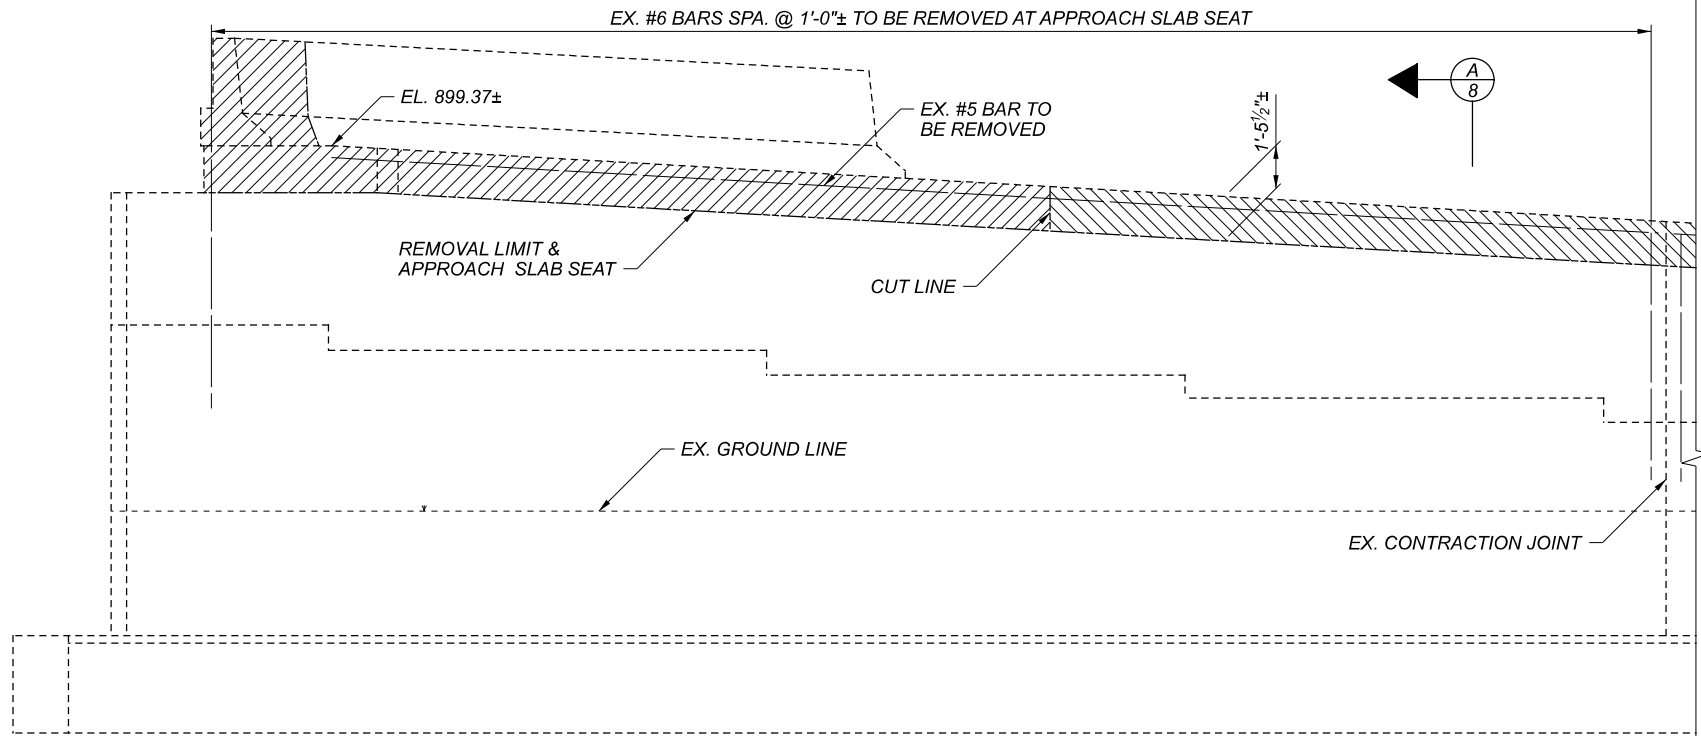 EX. #6 BARS SPA. @ 1'-0"± TO BE REMOVED AT APPROACH SLAB SEAT
EL. 899.37±
EX. #5 BAR TO
BE REMOVED
1'-5½"±
A
8
REMOVAL LIMIT &
APPROACH SLAB SEAT
CUT LINE
EX. GROUND LINE
EX. CONTRACTION JOINT